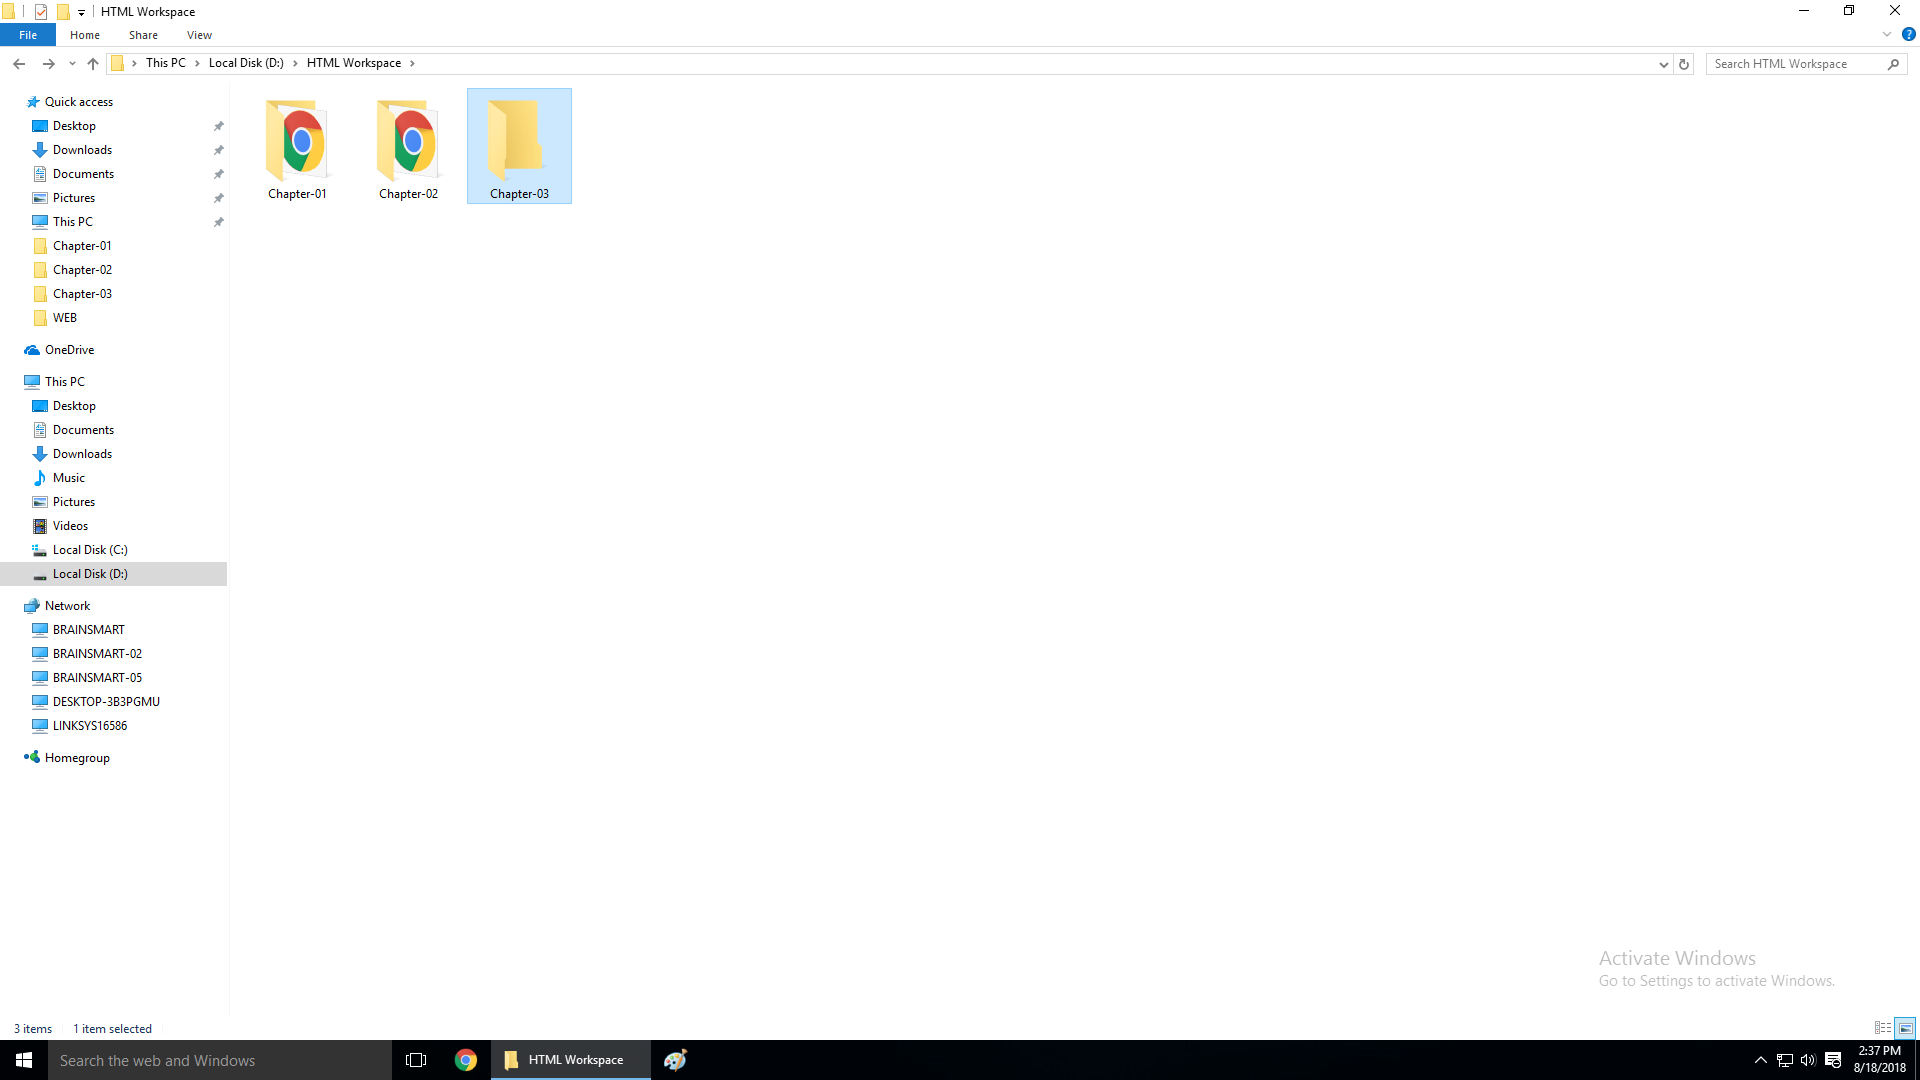 HTML Workspace
File Home Share View
This PC Local Disk (D:) HTML Workspace
Search HTML Workspace
Quick access
Desktop
Downloads
Documents
Pictures
This PC
Chapter-01
Chapter-02
Chapter-03
WEB
OneDrive
This PC
Desktop
Documents
Downloads
Music
Pictures
Videos
Local Disk (C:)
Local Disk (D:)
Network
BRAINSMART
BRAINSMART-02
BRAINSMART-05
DESKTOP-3B3PGMU
LINKSYS16586
Homegroup
Chapter-01 Chapter-02 Chapter-03
Activate Windows
Go to Settings to activate Windows.
3 items 1 item selected
Search the web and Windows
HTML Workspace
2:37 PM
8/18/2018